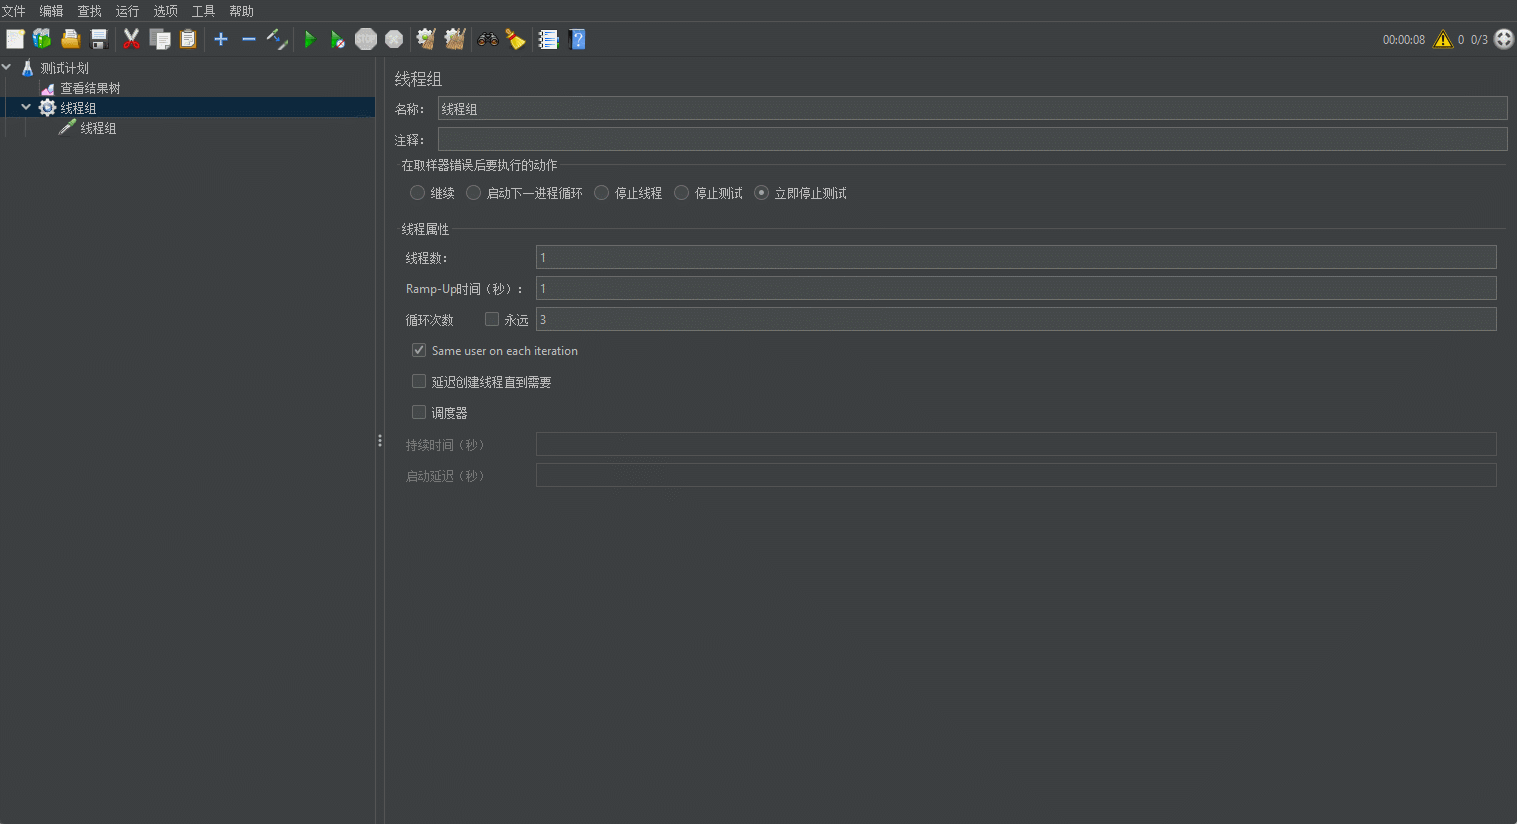 文件 编辑 查找 运行 选项 工具 帮助
STOP
00:00:08 0 0/3
测试计划
查看结果树
线程组
线程组
线程组
名称: 线程组
注释:
在取样器错误后要执行的动作
继续 启动下一进程循环 停止线程 停止测试 立即停止测试
线程属性
线程数: 1
Ramp-Up时间（秒）: 1
循环次数 永远 3
Same user on each iteration
延迟创建线程直到需要
调度器
持续时间（秒）
启动延迟（秒）